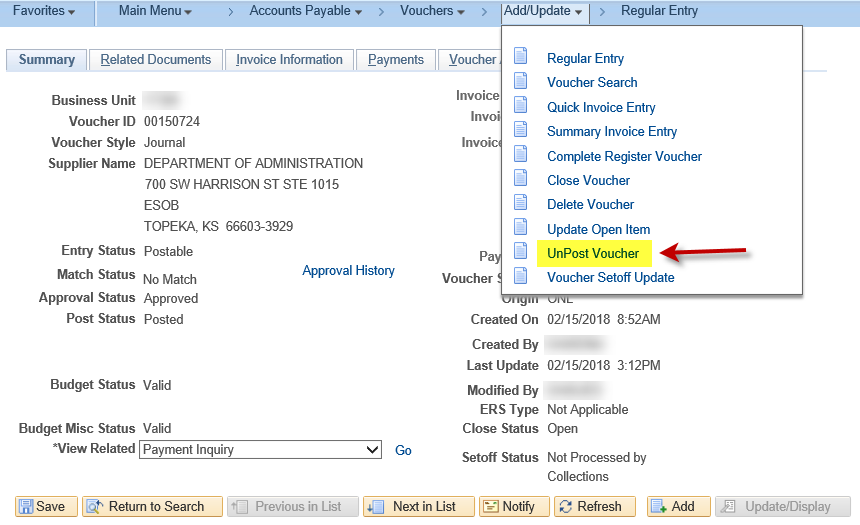 Favorites Main Menu Accounts Payable Vouchers Add/Update Regular Entry
Summary Related Documents Invoice Information Payments Voucher
Business Unit
Voucher ID 00150724
Voucher Style Journal
Supplier Name DEPARTMENT OF ADMINISTRATION
700 SW HARRISON ST STE 1015
ESOB
TOPEKA, KS 66603-3929
Entry Status Postable
Match Status No Match
Approval Status Approved
Post Status Posted
Approval History
Budget Status Valid
Budget Misc Status Valid
*View Related Payment Inquiry Go
Invoice
Regular Entry
Voucher Search
Quick Invoice Entry
Summary Invoice Entry
Complete Register Voucher
Close Voucher
Delete Voucher
Update Open Item
UnPost Voucher
Voucher Setoff Update
Voucher S
Origin ONL
Created On 02/15/2018 8:52AM
Created By
Last Update 02/15/2018 3:12PM
Modified By
ERS Type Not Applicable
Close Status Open
Setoff Status Not Processed by
Collections
Save Return to Search Previous in List Next in List Notify Refresh Add Update/Display